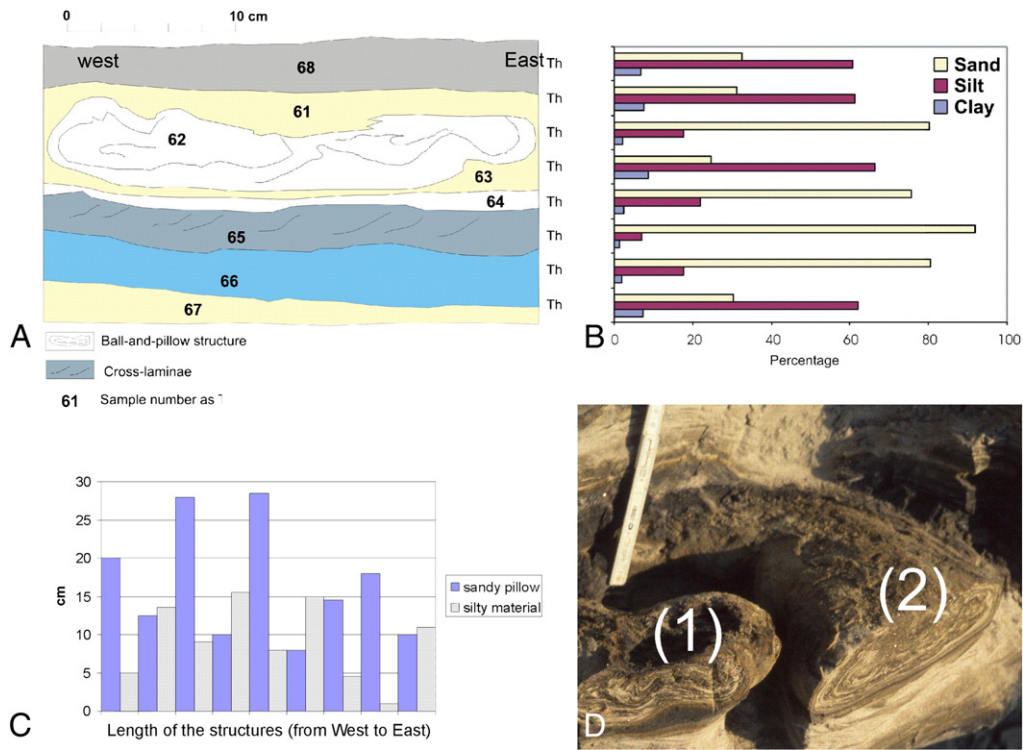 0 10 cm
west East
68
61
62
63
64
65
66
67
A
Ball-and-pillow structure
Cross-laminae
61 Sample number as
Th
Th
Th
Th
Th
Th
Th
Th
Sand
Silt
Clay
0 20 40 60 80 100
Percentage
B
30
25
20
15
10
5
0
cm
sandy pillow
silty material
Length of the structures (from West to East)
C
(1)
(2)
D